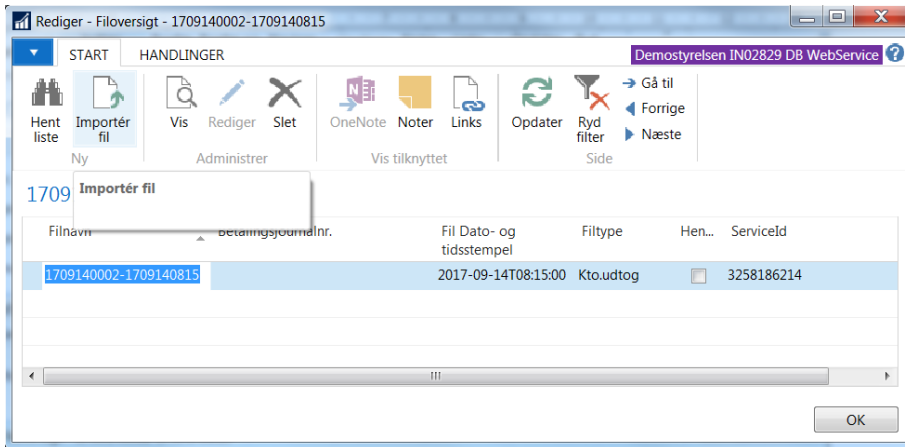 Rediger - Filoversigt - 1709140002-1709140815
START HANDLINGER Demostyrelsen IN02829 DB WebService ?
Hent liste
Importér fil
Vis
Rediger
Slet
OneNote
Noter
Links
Opdater
Ryd filter
Gå til
Forrige
Næste
Ny Administrer Vis tilknyttet Side
Importér fil
1709
Filnavn Betalingsjournalnr. Fil Dato- og tidsstempel Filtype Hen... ServiceId
1709140002-1709140815 2017-09-14T08:15:00 Kto.udtog 3258186214
OK